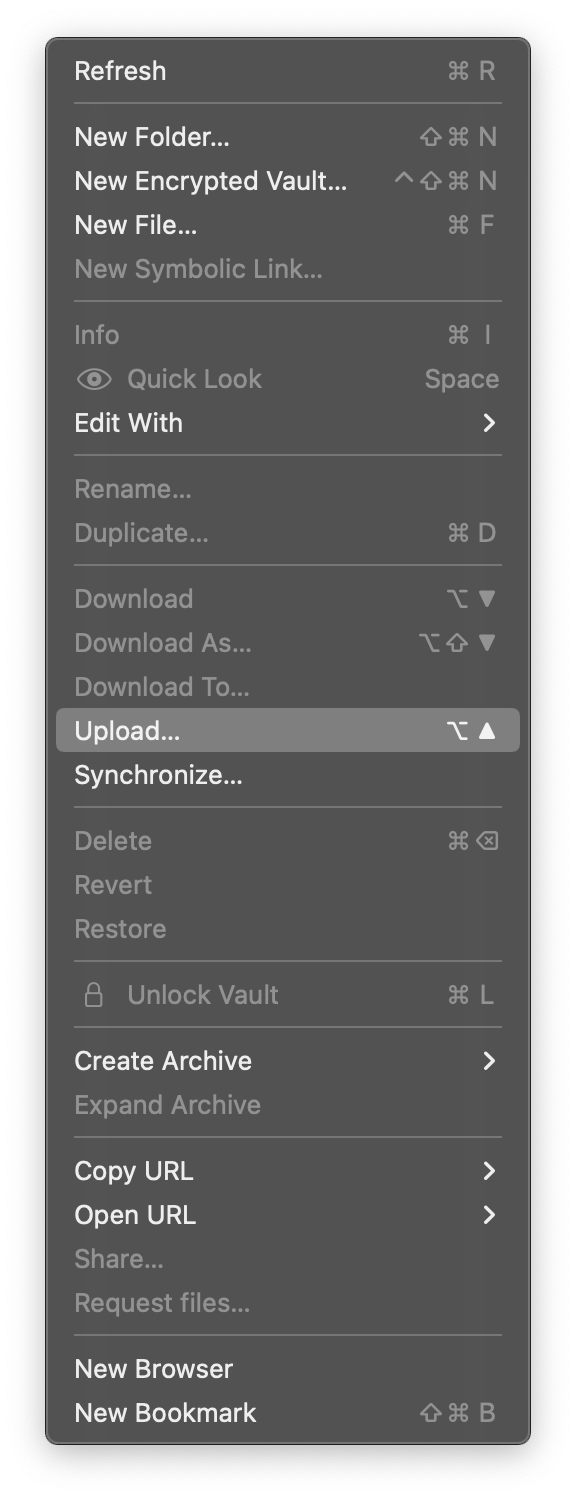 Refresh ⌘ R
New Folder... ⇧ ⌘ N
New Encrypted Vault... ^ ⇧ ⌘ N
New File... ⌘ F
New Symbolic Link...
Info ⌘ I
Quick Look Space
Edit With >
Rename...
Duplicate... ⌘ D
Download ⌥ ▼
Download As... ⌥ ⇧ ▼
Download To...
Upload... ⌥ ▲
Synchronize...
Delete ⌘ ⌫
Revert
Restore
Unlock Vault ⌘ L
Create Archive >
Expand Archive
Copy URL >
Open URL >
Share...
Request files...
New Browser
New Bookmark ⇧ ⌘ B